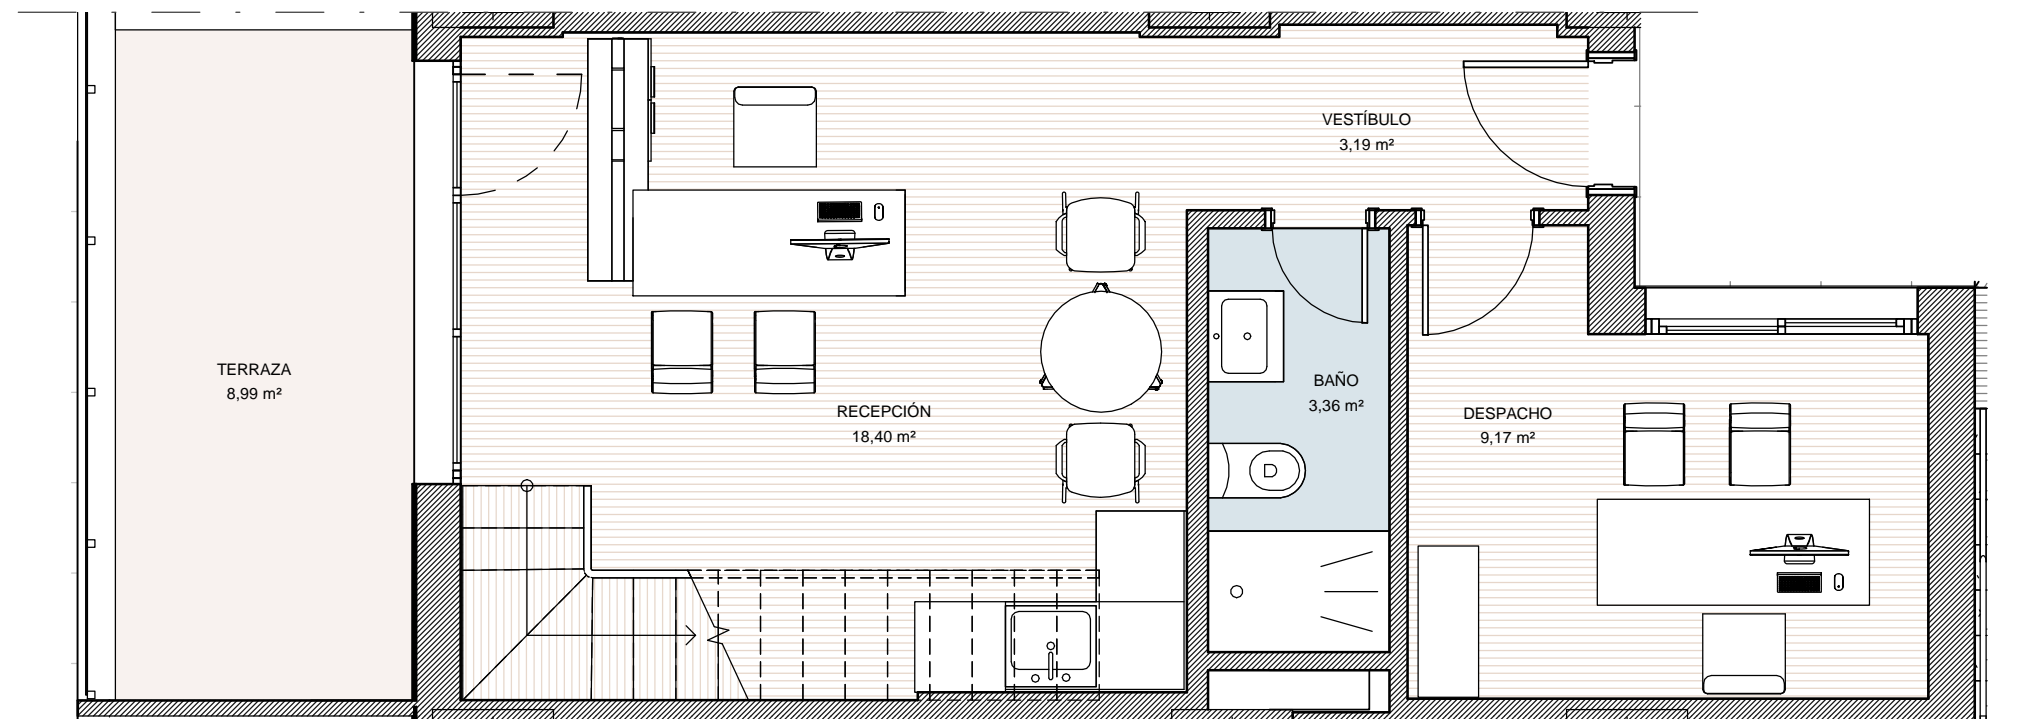 VESTÍBULO
3,19 m²
TERRAZA
8,99 m²
RECEPCIÓN
18,40 m²
BAÑO
3,36 m²
DESPACHO
9,17 m²